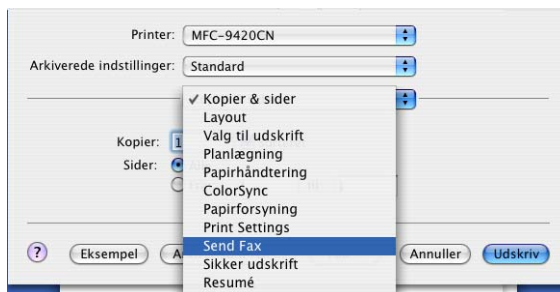 Printer: MFC-9420CN
Arkiverede indstillinger: Standard
✓ Kopier & sider
Layout
Valg til udskrift
Kopier: 1
Planlægning
Sider:
Papirhåndtering
ColorSync
Papirforsyning
Print Settings
Send Fax
? Eksempel Annuller Udskriv
Sikker udskrift
Resumé